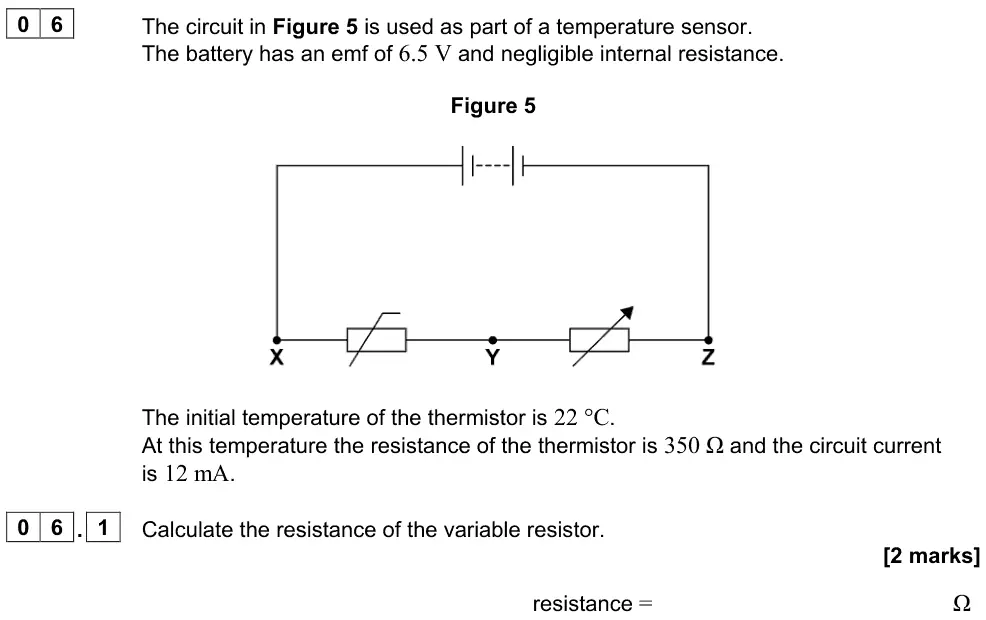 0 6 The circuit in Figure 5 is used as part of a temperature sensor.
The battery has an emf of 6.5 V and negligible internal resistance.
Figure 5
X Y Z
The initial temperature of the thermistor is 22 °C.
At this temperature the resistance of the thermistor is 350 Ω and the circuit current
is 12 mA.
0 6 . 1 Calculate the resistance of the variable resistor.
[2 marks]
resistance = Ω